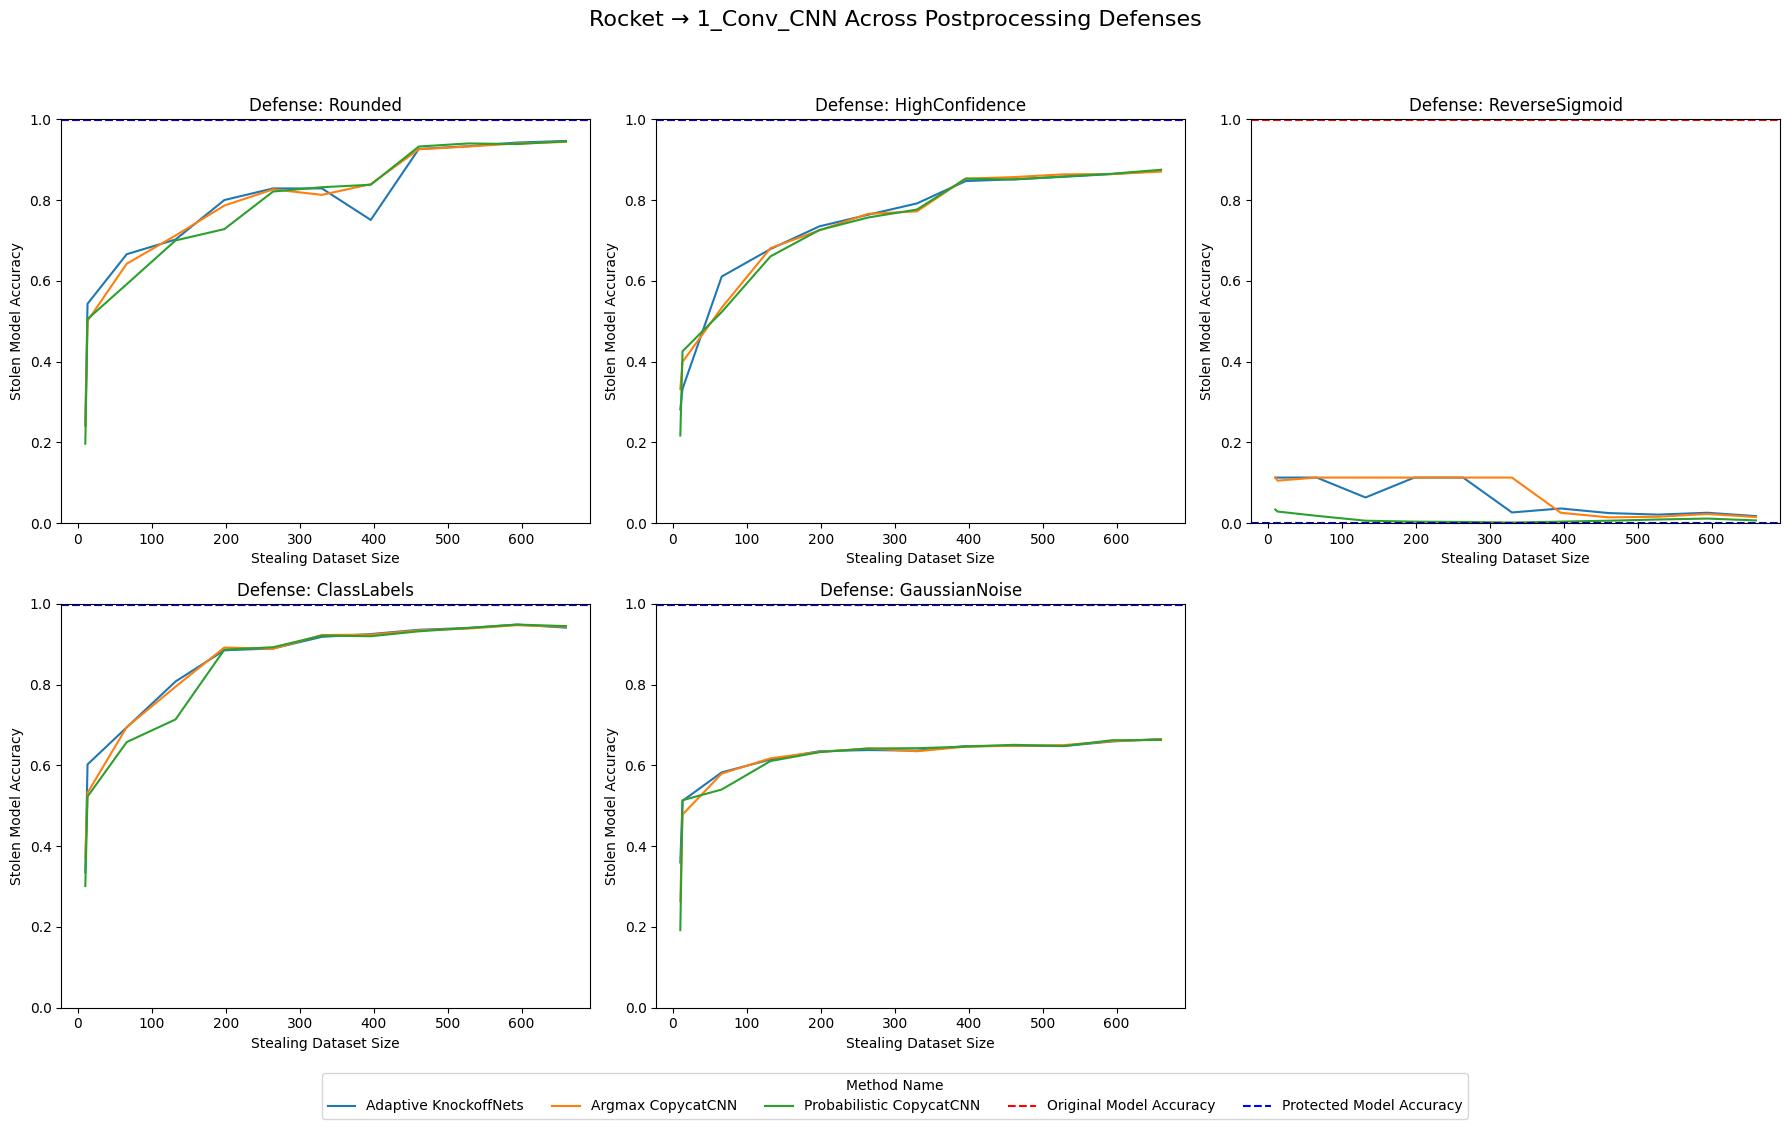 Rocket → 1_Conv_CNN Across Postprocessing Defenses
Defense: Rounded
Stolen Model Accuracy
1.0
0.8
0.6
0.4
0.2
0.0
0 100 200 300 400 500 600
Stealing Dataset Size
Defense: HighConfidence
Stolen Model Accuracy
1.0
0.8
0.6
0.4
0.2
0.0
0 100 200 300 400 500 600
Stealing Dataset Size
Defense: ReverseSigmoid
Stolen Model Accuracy
1.0
0.8
0.6
0.4
0.2
0.0
0 100 200 300 400 500 600
Stealing Dataset Size
Defense: ClassLabels
Stolen Model Accuracy
1.0
0.8
0.6
0.4
0.2
0.0
0 100 200 300 400 500 600
Stealing Dataset Size
Defense: GaussianNoise
Stolen Model Accuracy
1.0
0.8
0.6
0.4
0.2
0.0
0 100 200 300 400 500 600
Stealing Dataset Size
Method Name
Adaptive KnockoffNets Argmax CopycatCNN Probabilistic CopycatCNN Original Model Accuracy Protected Model Accuracy